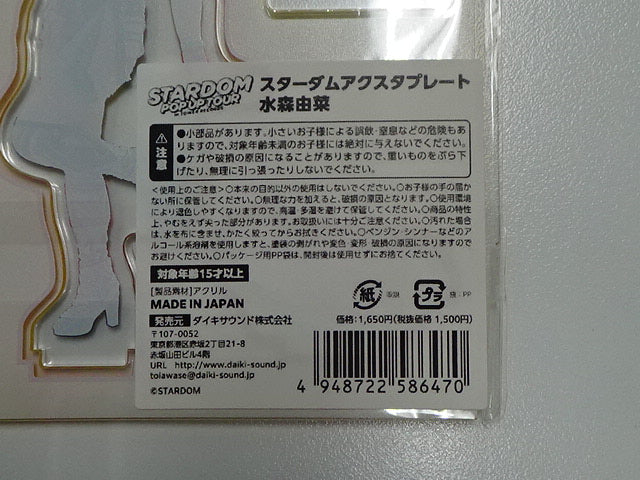 STARDOM
POP UP TOUR
スターダムアクスタプレート
水森由菜
注意
●小部品があります。小さいお子様による誤飲・窒息などの危険もあ
りますので、対象年齢未満のお子様には絶対に与えないでください。
●ケガや破損の原因になることがありますので、重いものをぶら下
げたり、無理に引っ張ったりしないでください。
<使用上のご注意>○本来の目的以外の使用はしないでください。○お子様の手の届か
ない所に保管してください。○無理な力を加えると、破損の原因となります。○使用環境
により退色しやすくなりますので、高温・多湿を避けて保管してください。○商品の特性
上、やむをえず尖った部分があります。お取扱いには十分ご注意ください。○汚れた場合
は、水を布に含ませ、かたく絞ってからお拭きください。○ベンジン・シンナーなどのア
ルコール系溶剤を使用しますと、塗装の剥がれや変色・変形・破損の原因になりますので
お避けください。○パッケージ用PP袋は、開封後は使用せずにお捨てください。
対象年齢15才以上
[製品素材]アクリル
MADE IN JAPAN
紙
プラ
袋:PP
発売元 ダイキサウンド株式会社
価格:1,650円(税抜価格 1,500円)
〒107-0052
東京都港区赤坂2丁目21-8
赤坂山田ビル4階
URL http://www.daiki-sound.jp/
toiawase@daiki-sound.jp
©STARDOM
4 948722 586470